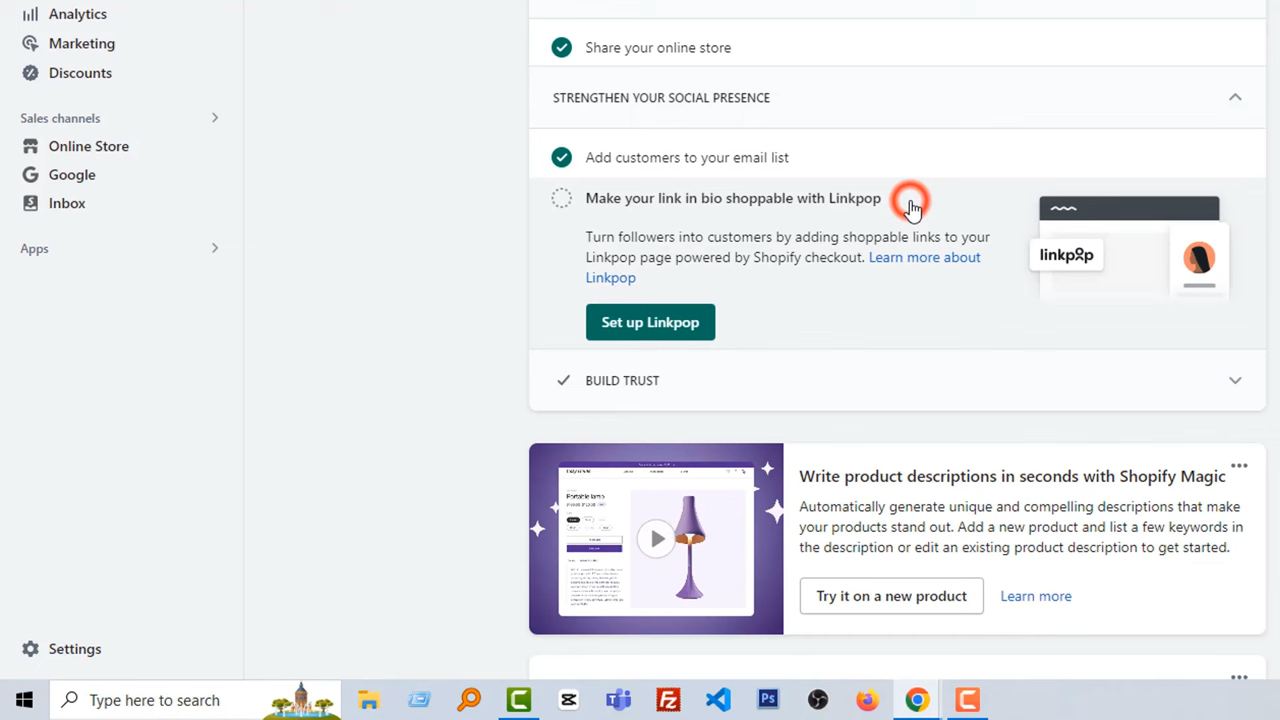 Analytics
Marketing
Discounts
Sales channels
Online Store
Google
Inbox
Apps
Settings
Share your online store
STRENGTHEN YOUR SOCIAL PRESENCE
Add customers to your email list
Make your link in bio shoppable with Linkpop
Turn followers into customers by adding shoppable links to your
Linkpop page powered by Shopify checkout. Learn more about
Linkpop
Set up Linkpop
linkpop
BUILD TRUST
Portable lamp
Write product descriptions in seconds with Shopify Magic
Automatically generate unique and compelling descriptions that make
your products stand out. Add a new product and list a few keywords in
the description or edit an existing product description to get started.
Try it on a new product
Learn more
Type here to search